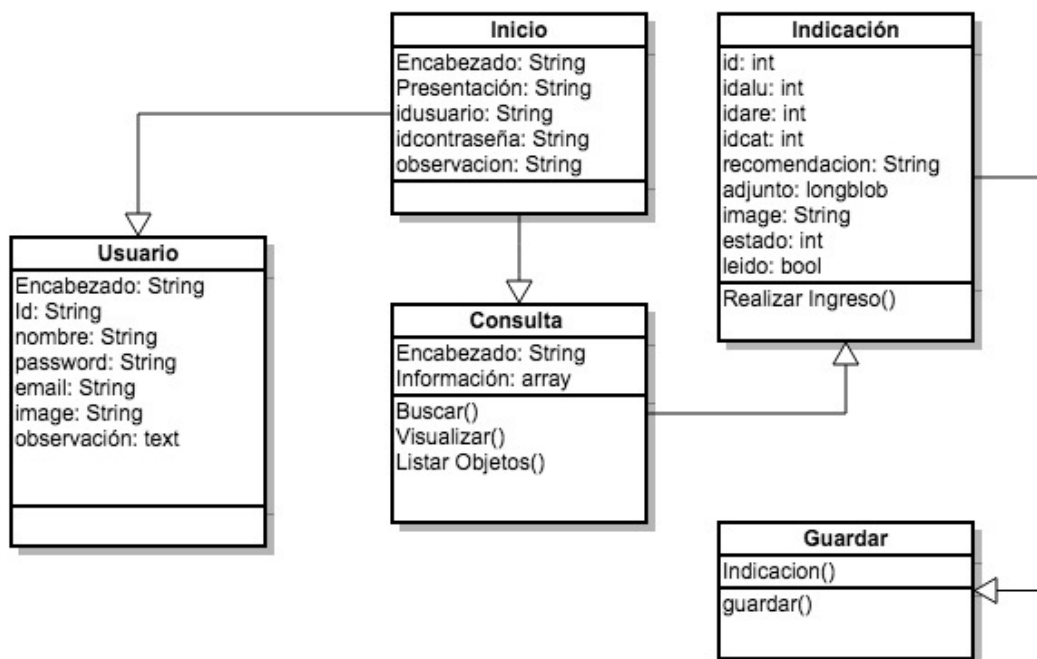 Inicio
Encabezado: String
Presentación: String
idusuario: String
idcontraseña: String
observacion: String
Indicación
id: int
idalu: int
idare: int
idcat: int
recomendacion: String
adjunto: longblob
image: String
estado: int
leido: bool
Realizar Ingreso()
Usuario
Encabezado: String
Id: String
nombre: String
password: String
email: String
image: String
observación: text
Consulta
Encabezado: String
Información: array
Buscar()
Visualizar()
Listar Objetos()
Guardar
Indicacion()
guardar()